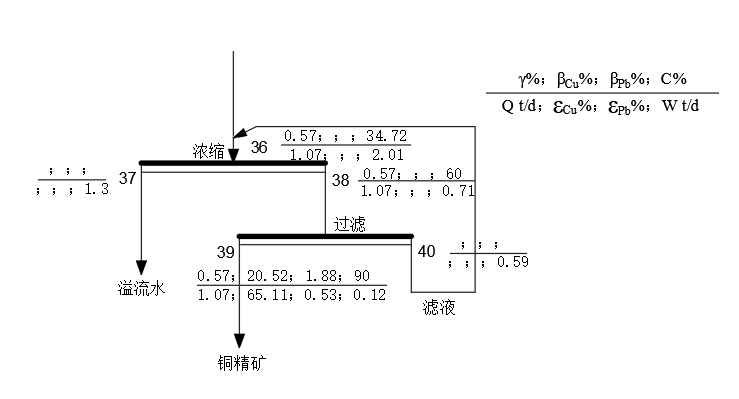 γ%; βCu%; βPb%; C%
Q t/d; εCu%; εPb%; W t/d
36
0.57; ; ; 34.72
1.07; ; ; 2.01
浓缩
37
; ; ;
; ; ; 1.3
38
0.57; ; ; 60
1.07; ; ; 0.71
过滤
39
40
; ; ;
; ; ; 0.59
0.57; 20.52; 1.88; 90
1.07; 65.11; 0.53; 0.12
溢流水
滤液
铜精矿